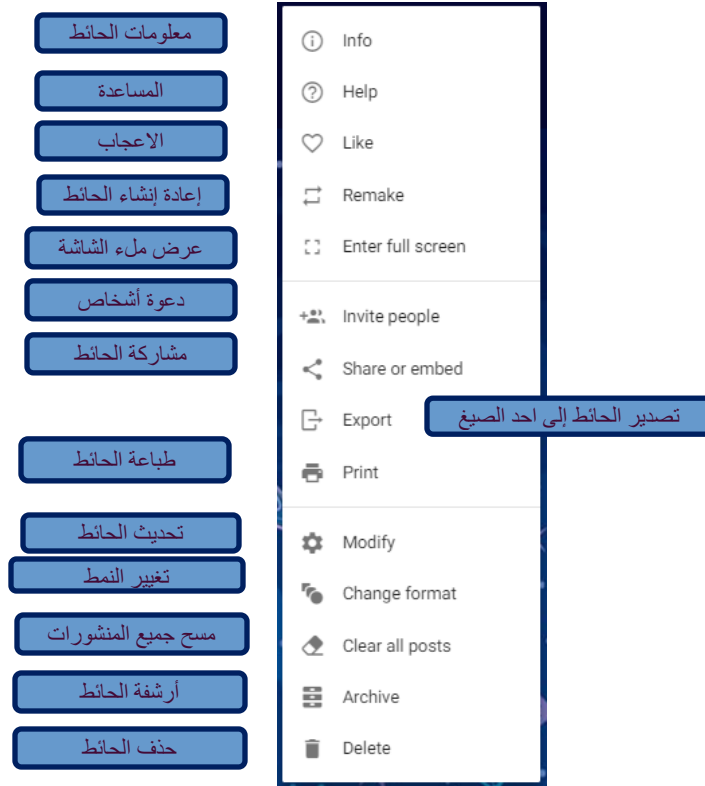 معلومات الحائط
Info
المساعدة
Help
الاعجاب
Like
إعادة إنشاء الحائط
Remake
عرض ملء الشاشة
Enter full screen
دعوة أشخاص
Invite people
مشاركة الحائط
Share or embed
Export
تصدير الحائط إلى احد الصيغ
طباعة الحائط
Print
تحديث الحائط
Modify
تغيير النمط
Change format
مسح جميع المنشورات
Clear all posts
أرشفة الحائط
Archive
حذف الحائط
Delete